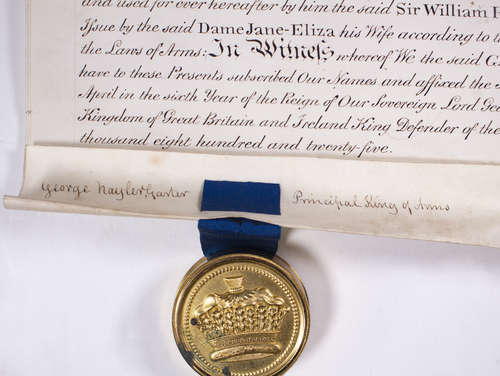 and used for ever hereafter by him the said Sir William
Issue by the said Dame Jane-Eliza his Wife according to
the Laws of Arms: In Witness whereof We the said
have to these Presents subscribed Our Names and affixed the
April in the sixth Year of the Reign of Our Sovereign Lord
Kingdom of Great Britain and Ireland King Defender of the
thousand eight hundred and twenty-five.
George Nayler Garter Principal King of Arms